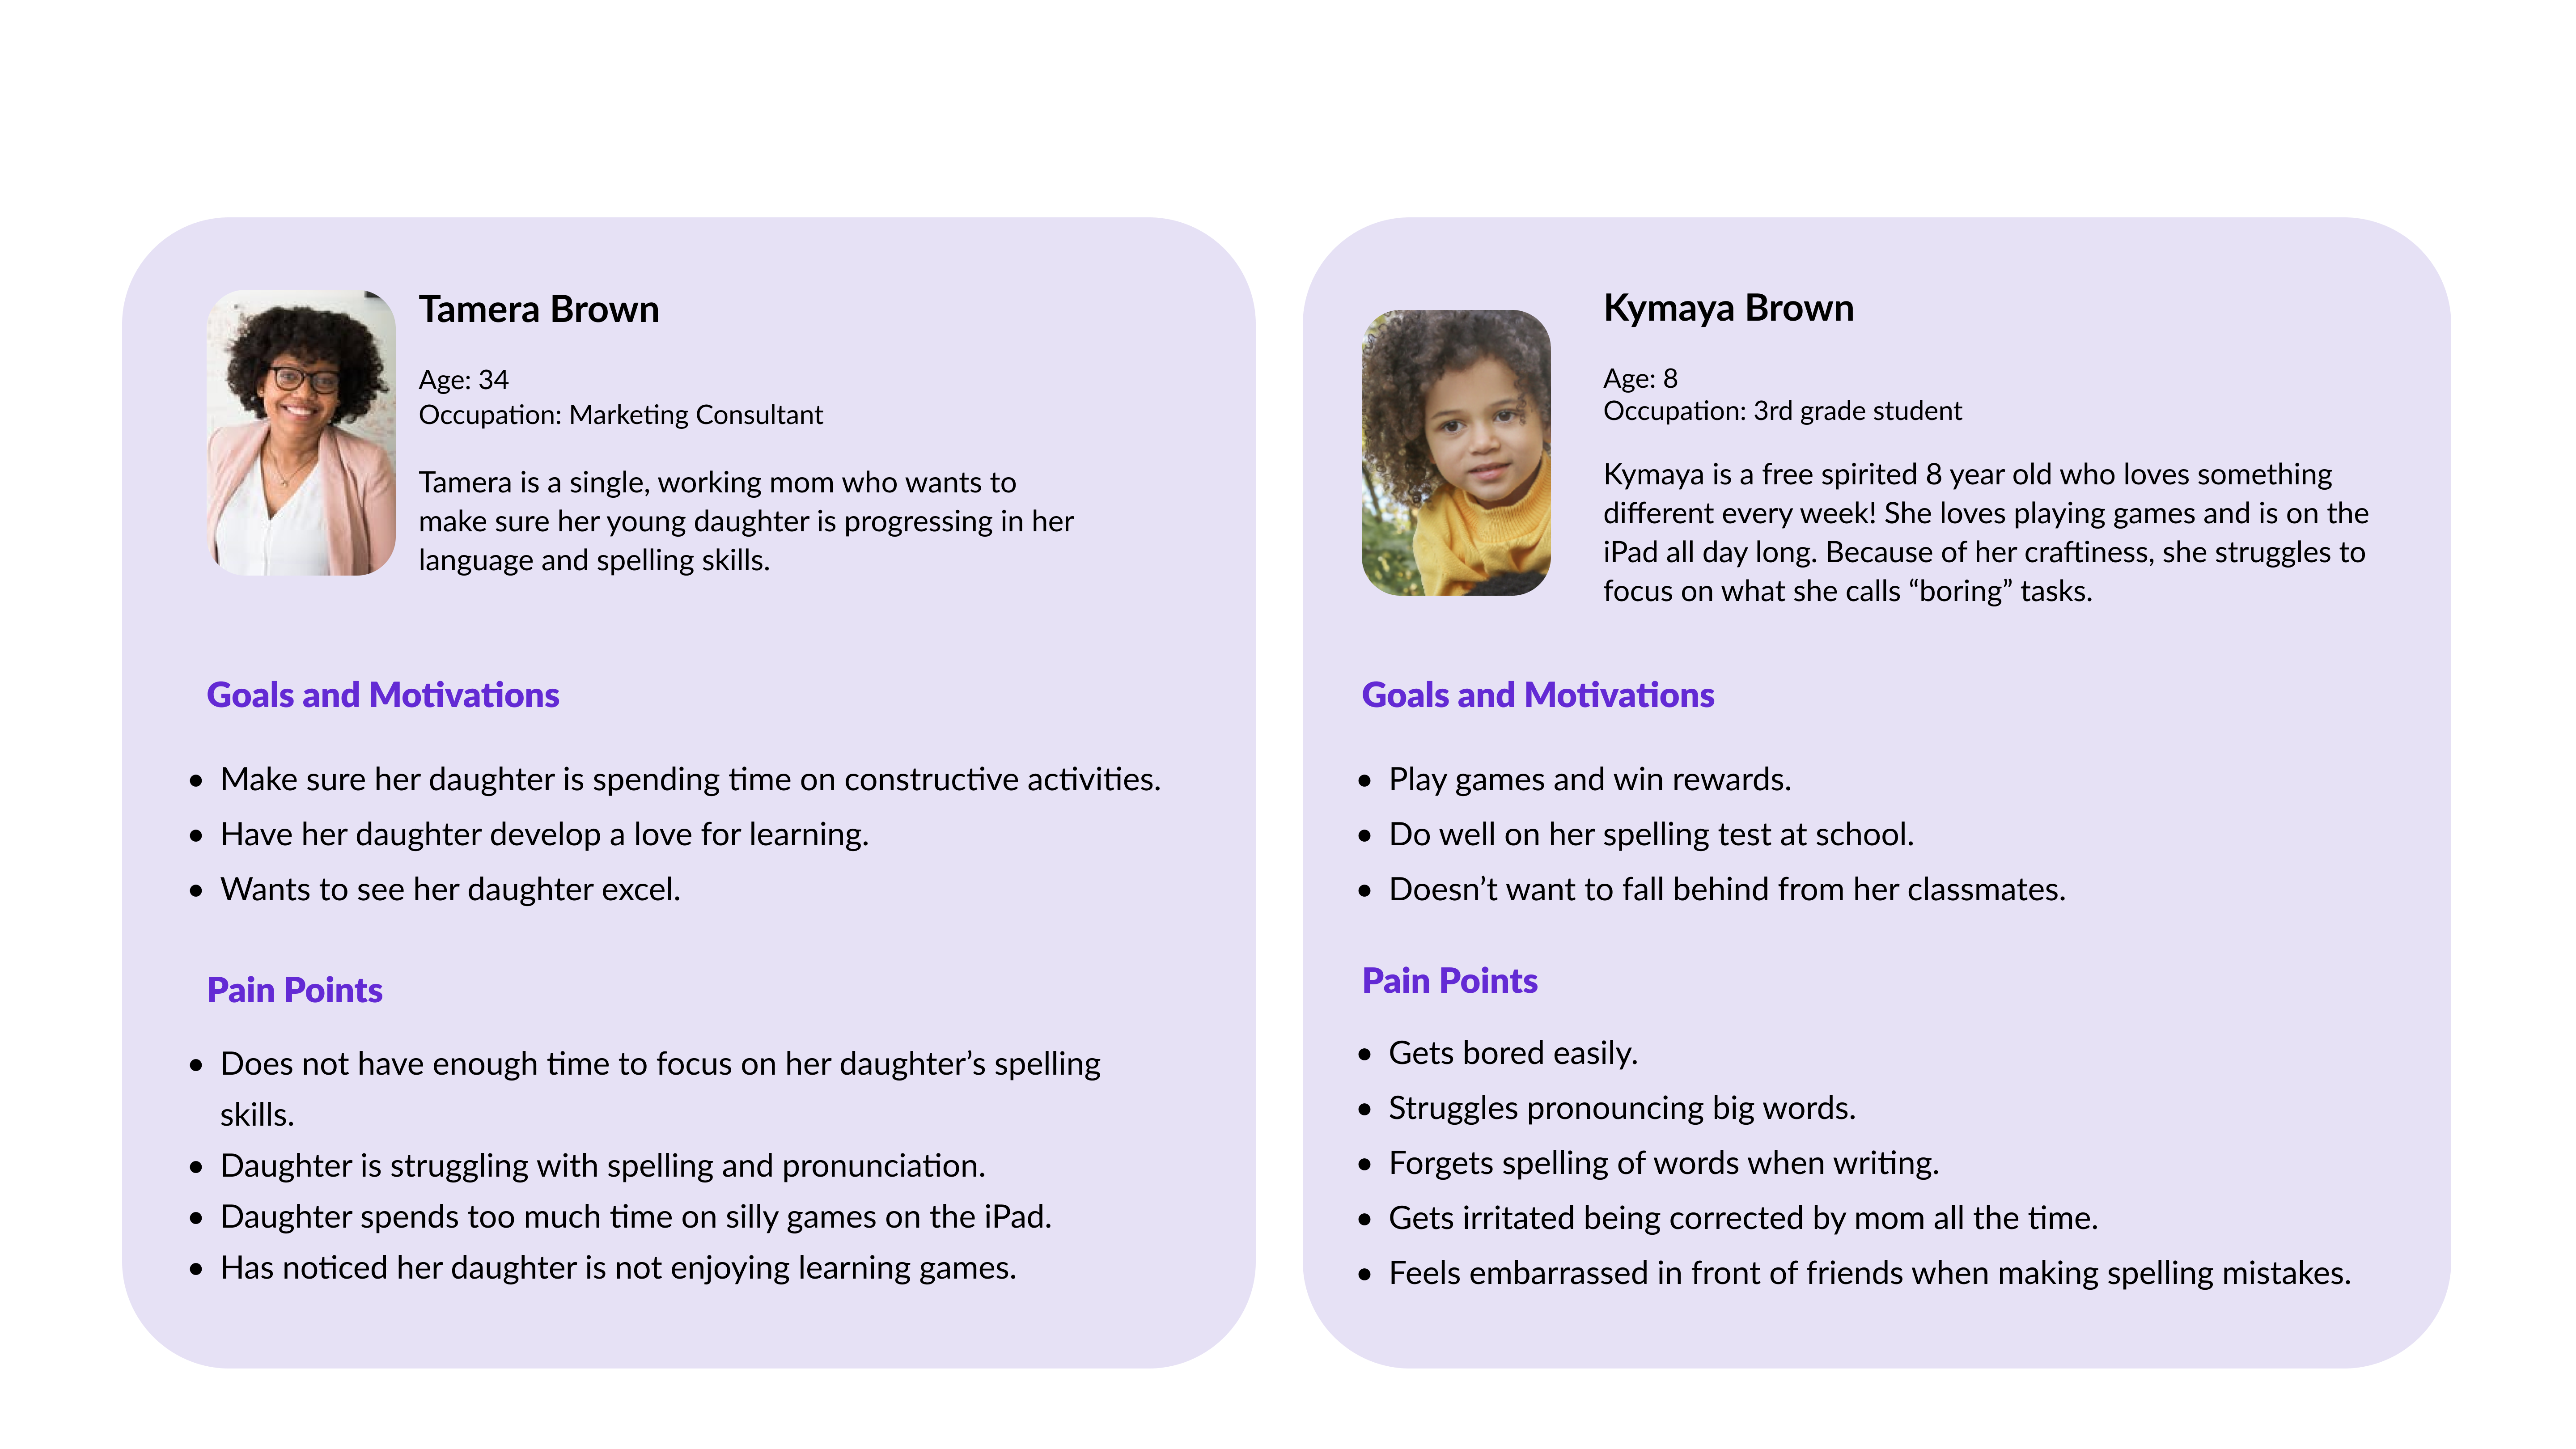 Tamera Brown
Age: 34
Occupation: Marketing Consultant
Tamera is a single, working mom who wants to
make sure her young daughter is progressing in her
language and spelling skills.
Goals and Motivations
• Make sure her daughter is spending time on constructive activities.
• Have her daughter develop a love for learning.
• Wants to see her daughter excel.
Pain Points
• Does not have enough time to focus on her daughter’s spelling
skills.
• Daughter is struggling with spelling and pronunciation.
• Daughter spends too much time on silly games on the iPad.
• Has noticed her daughter is not enjoying learning games.
Kymaya Brown
Age: 8
Occupation: 3rd grade student
Kymaya is a free spirited 8 year old who loves something
different every week! She loves playing games and is on the
iPad all day long. Because of her craftiness, she struggles to
focus on what she calls “boring” tasks.
Goals and Motivations
• Play games and win rewards.
• Do well on her spelling test at school.
• Doesn’t want to fall behind from her classmates.
Pain Points
• Gets bored easily.
• Struggles pronouncing big words.
• Forgets spelling of words when writing.
• Gets irritated being corrected by mom all the time.
• Feels embarrassed in front of friends when making spelling mistakes.